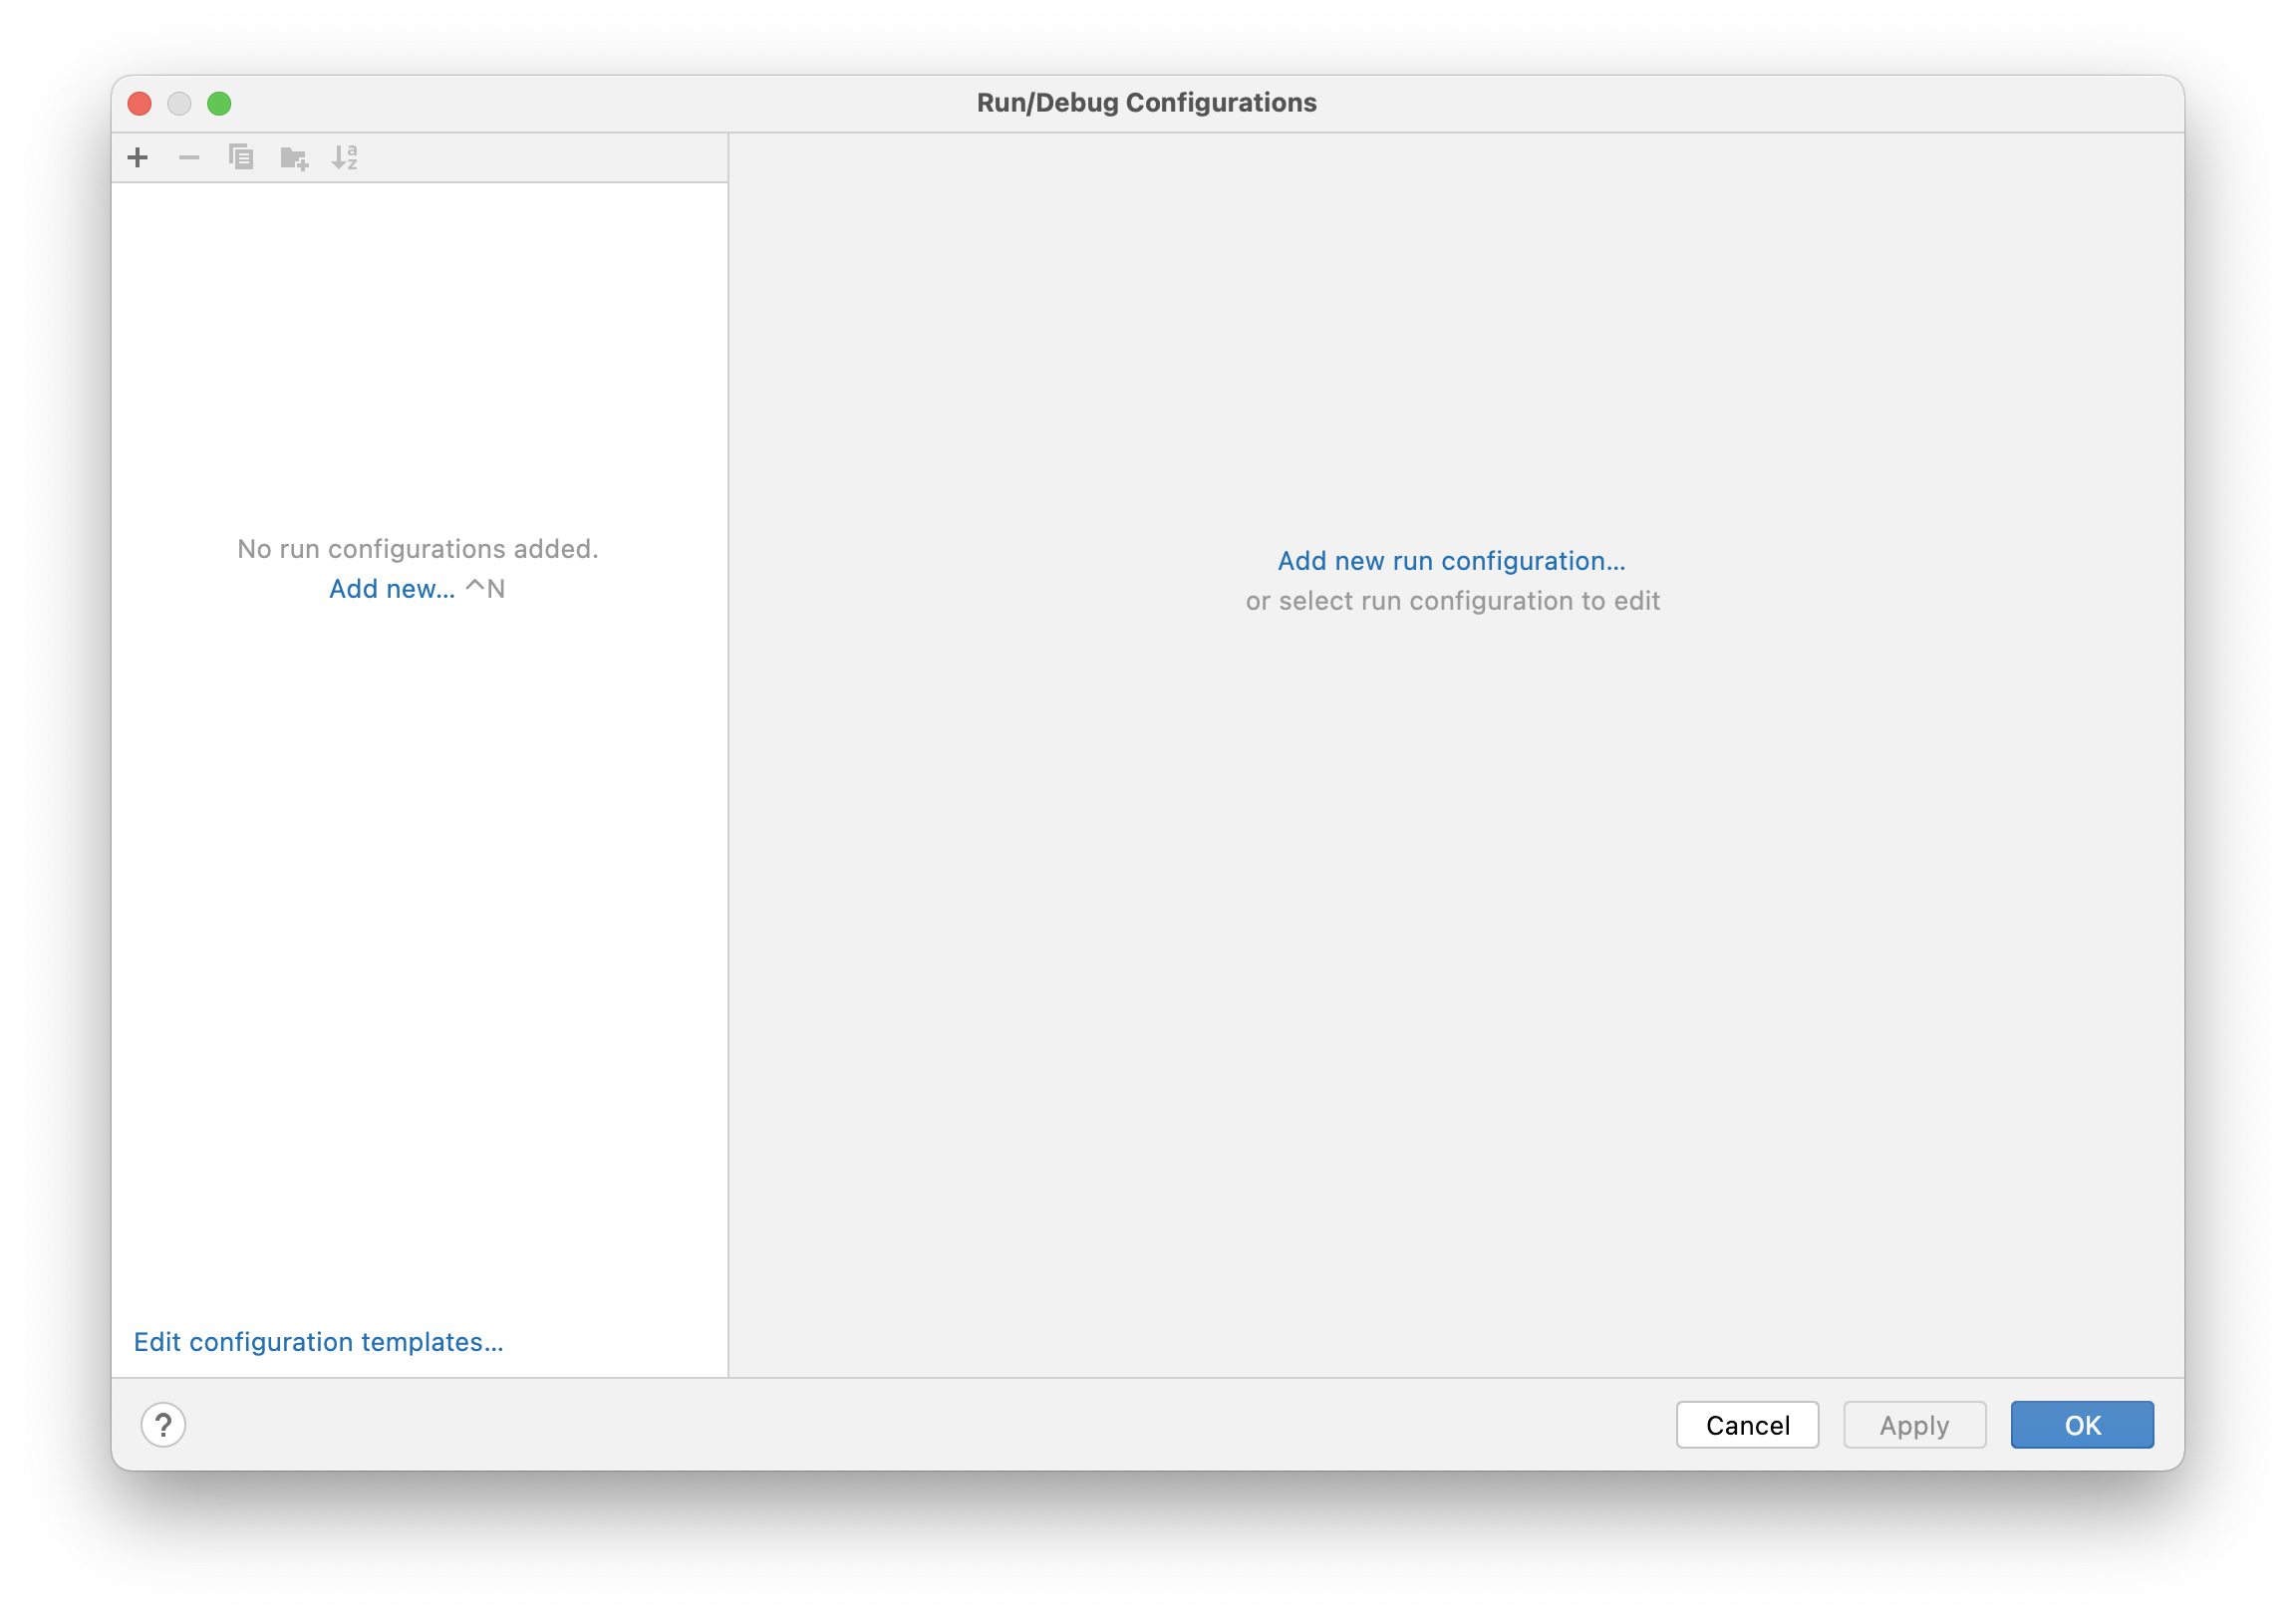 Run/Debug Configurations
a
z
No run configurations added.
Add new... ^N
Add new run configuration...
or select run configuration to edit
Edit configuration templates...
?
Cancel
Apply
OK